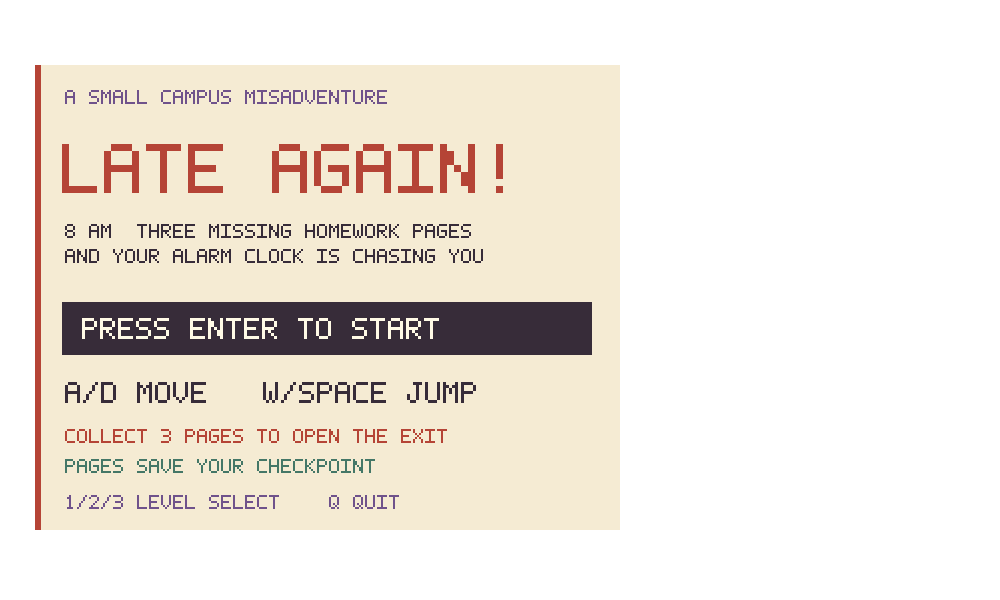 A SMALL CAMPUS MISADVENTURE
LATE AGAIN!
8 AM  THREE MISSING HOMEWORK PAGES
AND YOUR ALARM CLOCK IS CHASING YOU
PRESS ENTER TO START
A/D MOVE   W/SPACE JUMP
COLLECT 3 PAGES TO OPEN THE EXIT
PAGES SAVE YOUR CHECKPOINT
1/2/3 LEVEL SELECT    Q QUIT